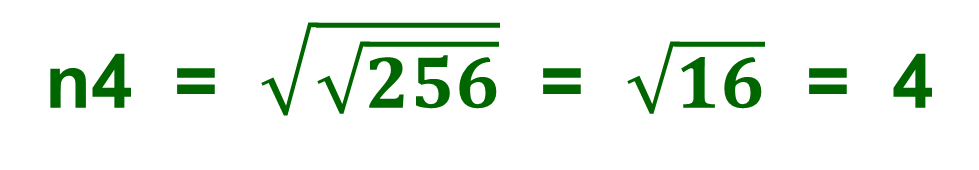 n4 = √√256 = √16 = 4